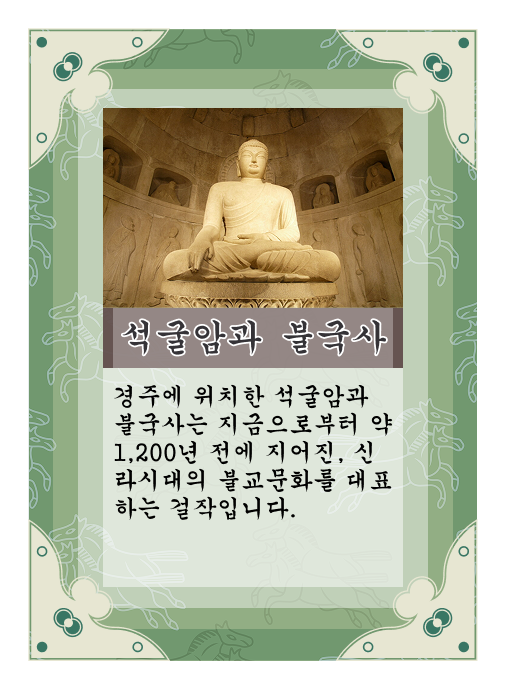 석굴암과 불국사
경주에 위치한 석굴암과
불국사는 지금으로부터 약
1,200년 전에 지어진, 신
라시대의 불교문화를 대표
하는 걸작입니다.